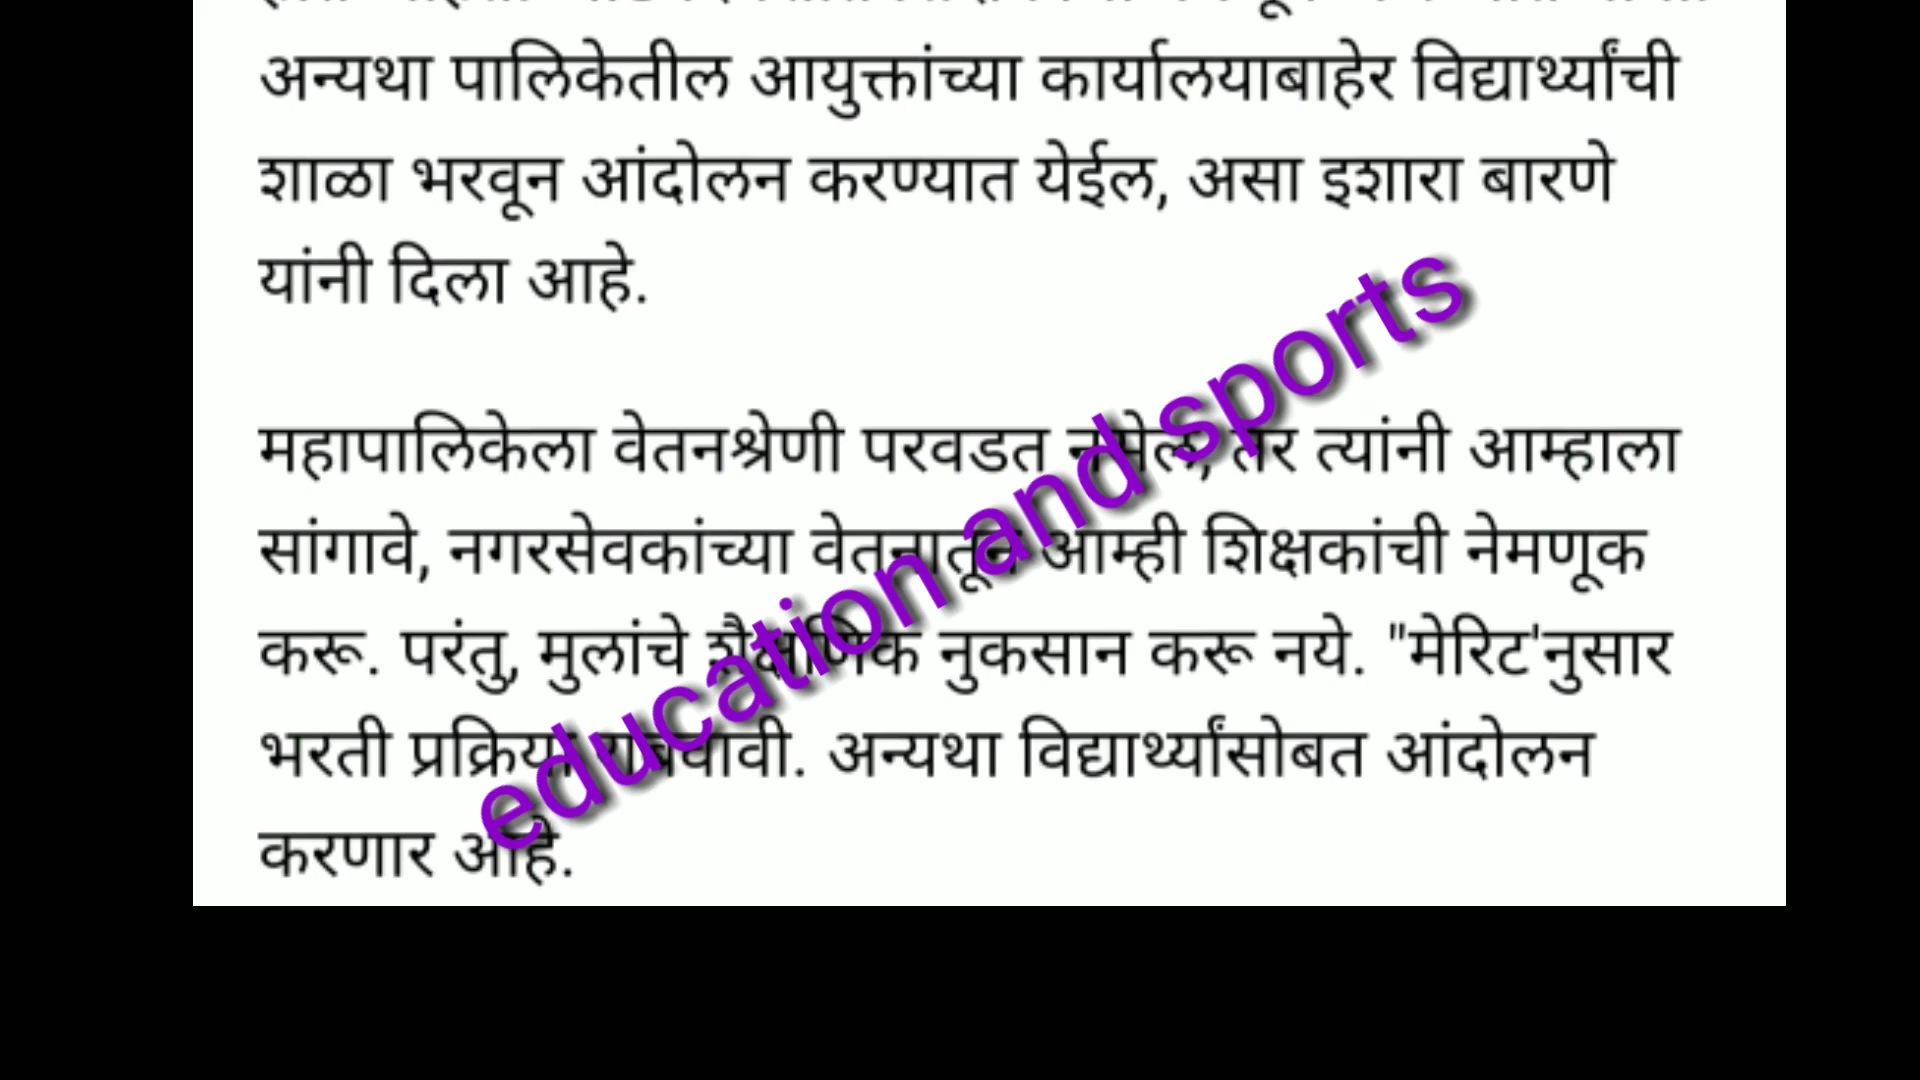 अन्यथा पालिकेतील आयुक्तांच्या कार्यालयाबाहेर विद्यार्थ्यांची
शाळा भरवून आंदोलन करण्यात येईल, असा इशारा बारणे
यांनी दिला आहे.
महापालिकेला वेतनश्रेणी परवडत नसेल, तर त्यांनी आम्हाला
सांगावे, नगरसेवकांच्या वेतनातून आम्ही शिक्षकांची नेमणूक
करू. परंतु, मुलांचे शैक्षणिक नुकसान करू नये. "मेरिट'नुसार
भरती प्रक्रिया राबवावी. अन्यथा विद्यार्थ्यांसोबत आंदोलन
करणार आहे.
education and sports